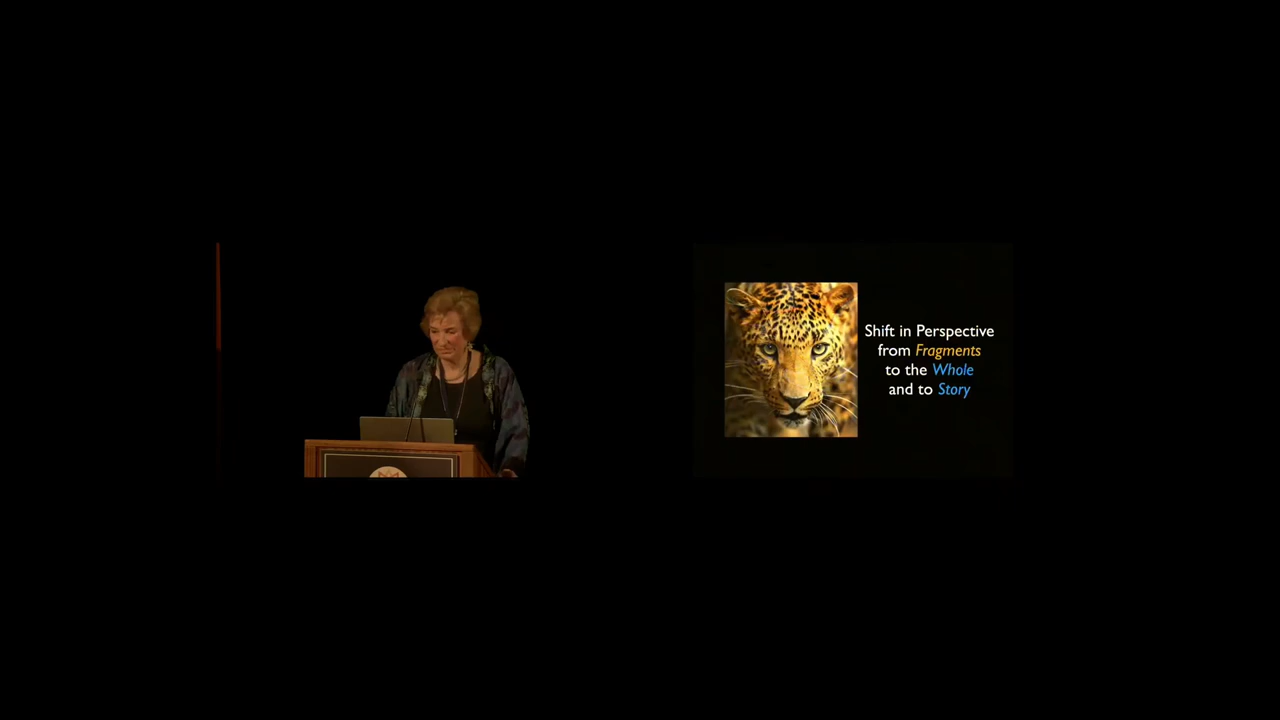 Shift in Perspective
from Fragments
to the Whole
and to Story